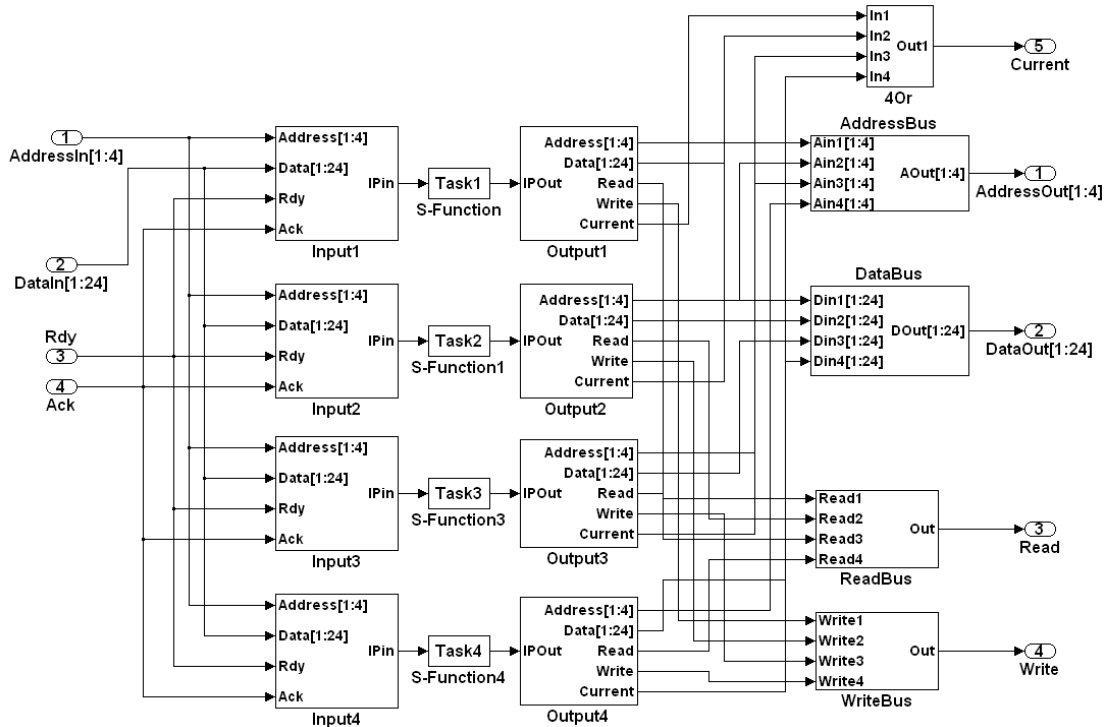 In1
In2
In3
In4
Out1
4Or
5
Current
1
AddressIn[1:4]
2
DataIn[1:24]
Rdy
3
4
Ack
Address[1:4]
Data[1:24]
Rdy
Ack
IPin
Input1
Task1
S-Function
IPOut
Address[1:4]
Data[1:24]
Read
Write
Current
Output1
Address[1:4]
Data[1:24]
Rdy
Ack
IPin
Input2
Task2
S-Function1
IPOut
Address[1:4]
Data[1:24]
Read
Write
Current
Output2
Address[1:4]
Data[1:24]
Rdy
Ack
IPin
Input3
Task3
S-Function3
IPOut
Address[1:4]
Data[1:24]
Read
Write
Current
Output3
Address[1:4]
Data[1:24]
Rdy
Ack
IPin
Input4
Task4
S-Function4
IPOut
Address[1:4]
Data[1:24]
Read
Write
Current
Output4
AddressBus
Ain1[1:4]
Ain2[1:4]
Ain3[1:4]
Ain4[1:4]
AOut[1:4]
1
AddressOut[1:4]
DataBus
Din1[1:24]
Din2[1:24]
Din3[1:24]
Din4[1:24]
DOut[1:24]
2
DataOut[1:24]
Read1
Read2
Read3
Read4
Out
ReadBus
3
Read
Write1
Write2
Write3
Write4
Out
WriteBus
4
Write